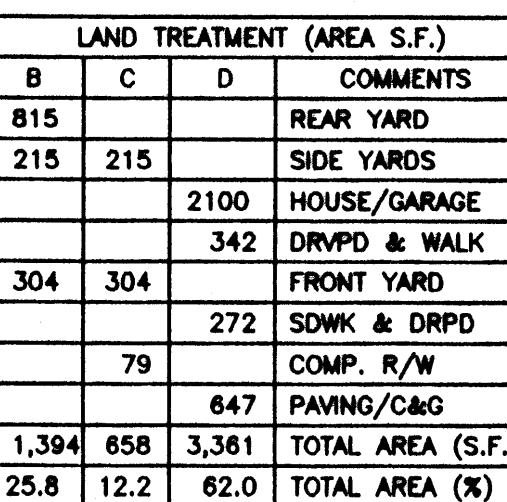 LAND TREATMENT (AREA S.F.)
B C D COMMENTS
815 REAR YARD
215 215 SIDE YARDS
2100 HOUSE/GARAGE
342 DRVPD & WALK
304 304 FRONT YARD
272 SDWK & DRPD
79 COMP. R/W
647 PAVING/C&G
1,394 658 3,361 TOTAL AREA (S.F.
25.8 12.2 62.0 TOTAL AREA (%)